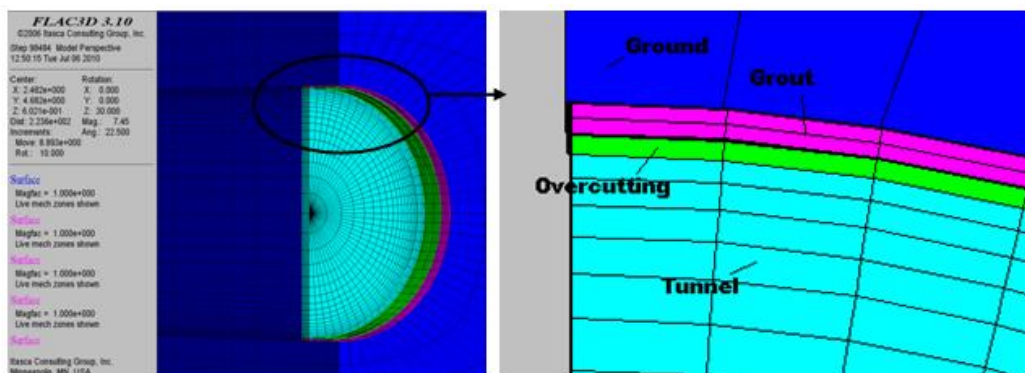 FLAC3D 3.10
©2006 Itasca Consulting Group, Inc.
Step 98484 Model Perspective
12:50:15 Tue Jul 06 2010
Center: Rotation:
X: 2.482e+000 X: 0.000
Y: 4.682e+000 Y: 0.000
Z: 6.021e-001 Z: 30.000
Dist: 2.236e+002 Mag.: 7.45
Increments: Ang.: 22.500
Move: 8.893e+000
Rot.: 10.000
Surface
Magfac = 1.000e+000
Live mech zones shown
Surface
Magfac = 1.000e+000
Live mech zones shown
Surface
Magfac = 1.000e+000
Live mech zones shown
Surface
Magfac = 1.000e+000
Live mech zones shown
Surface
Itasca Consulting Group, Inc.
Minneapolis, MN USA
Ground
Grout
Overcutting
Tunnel